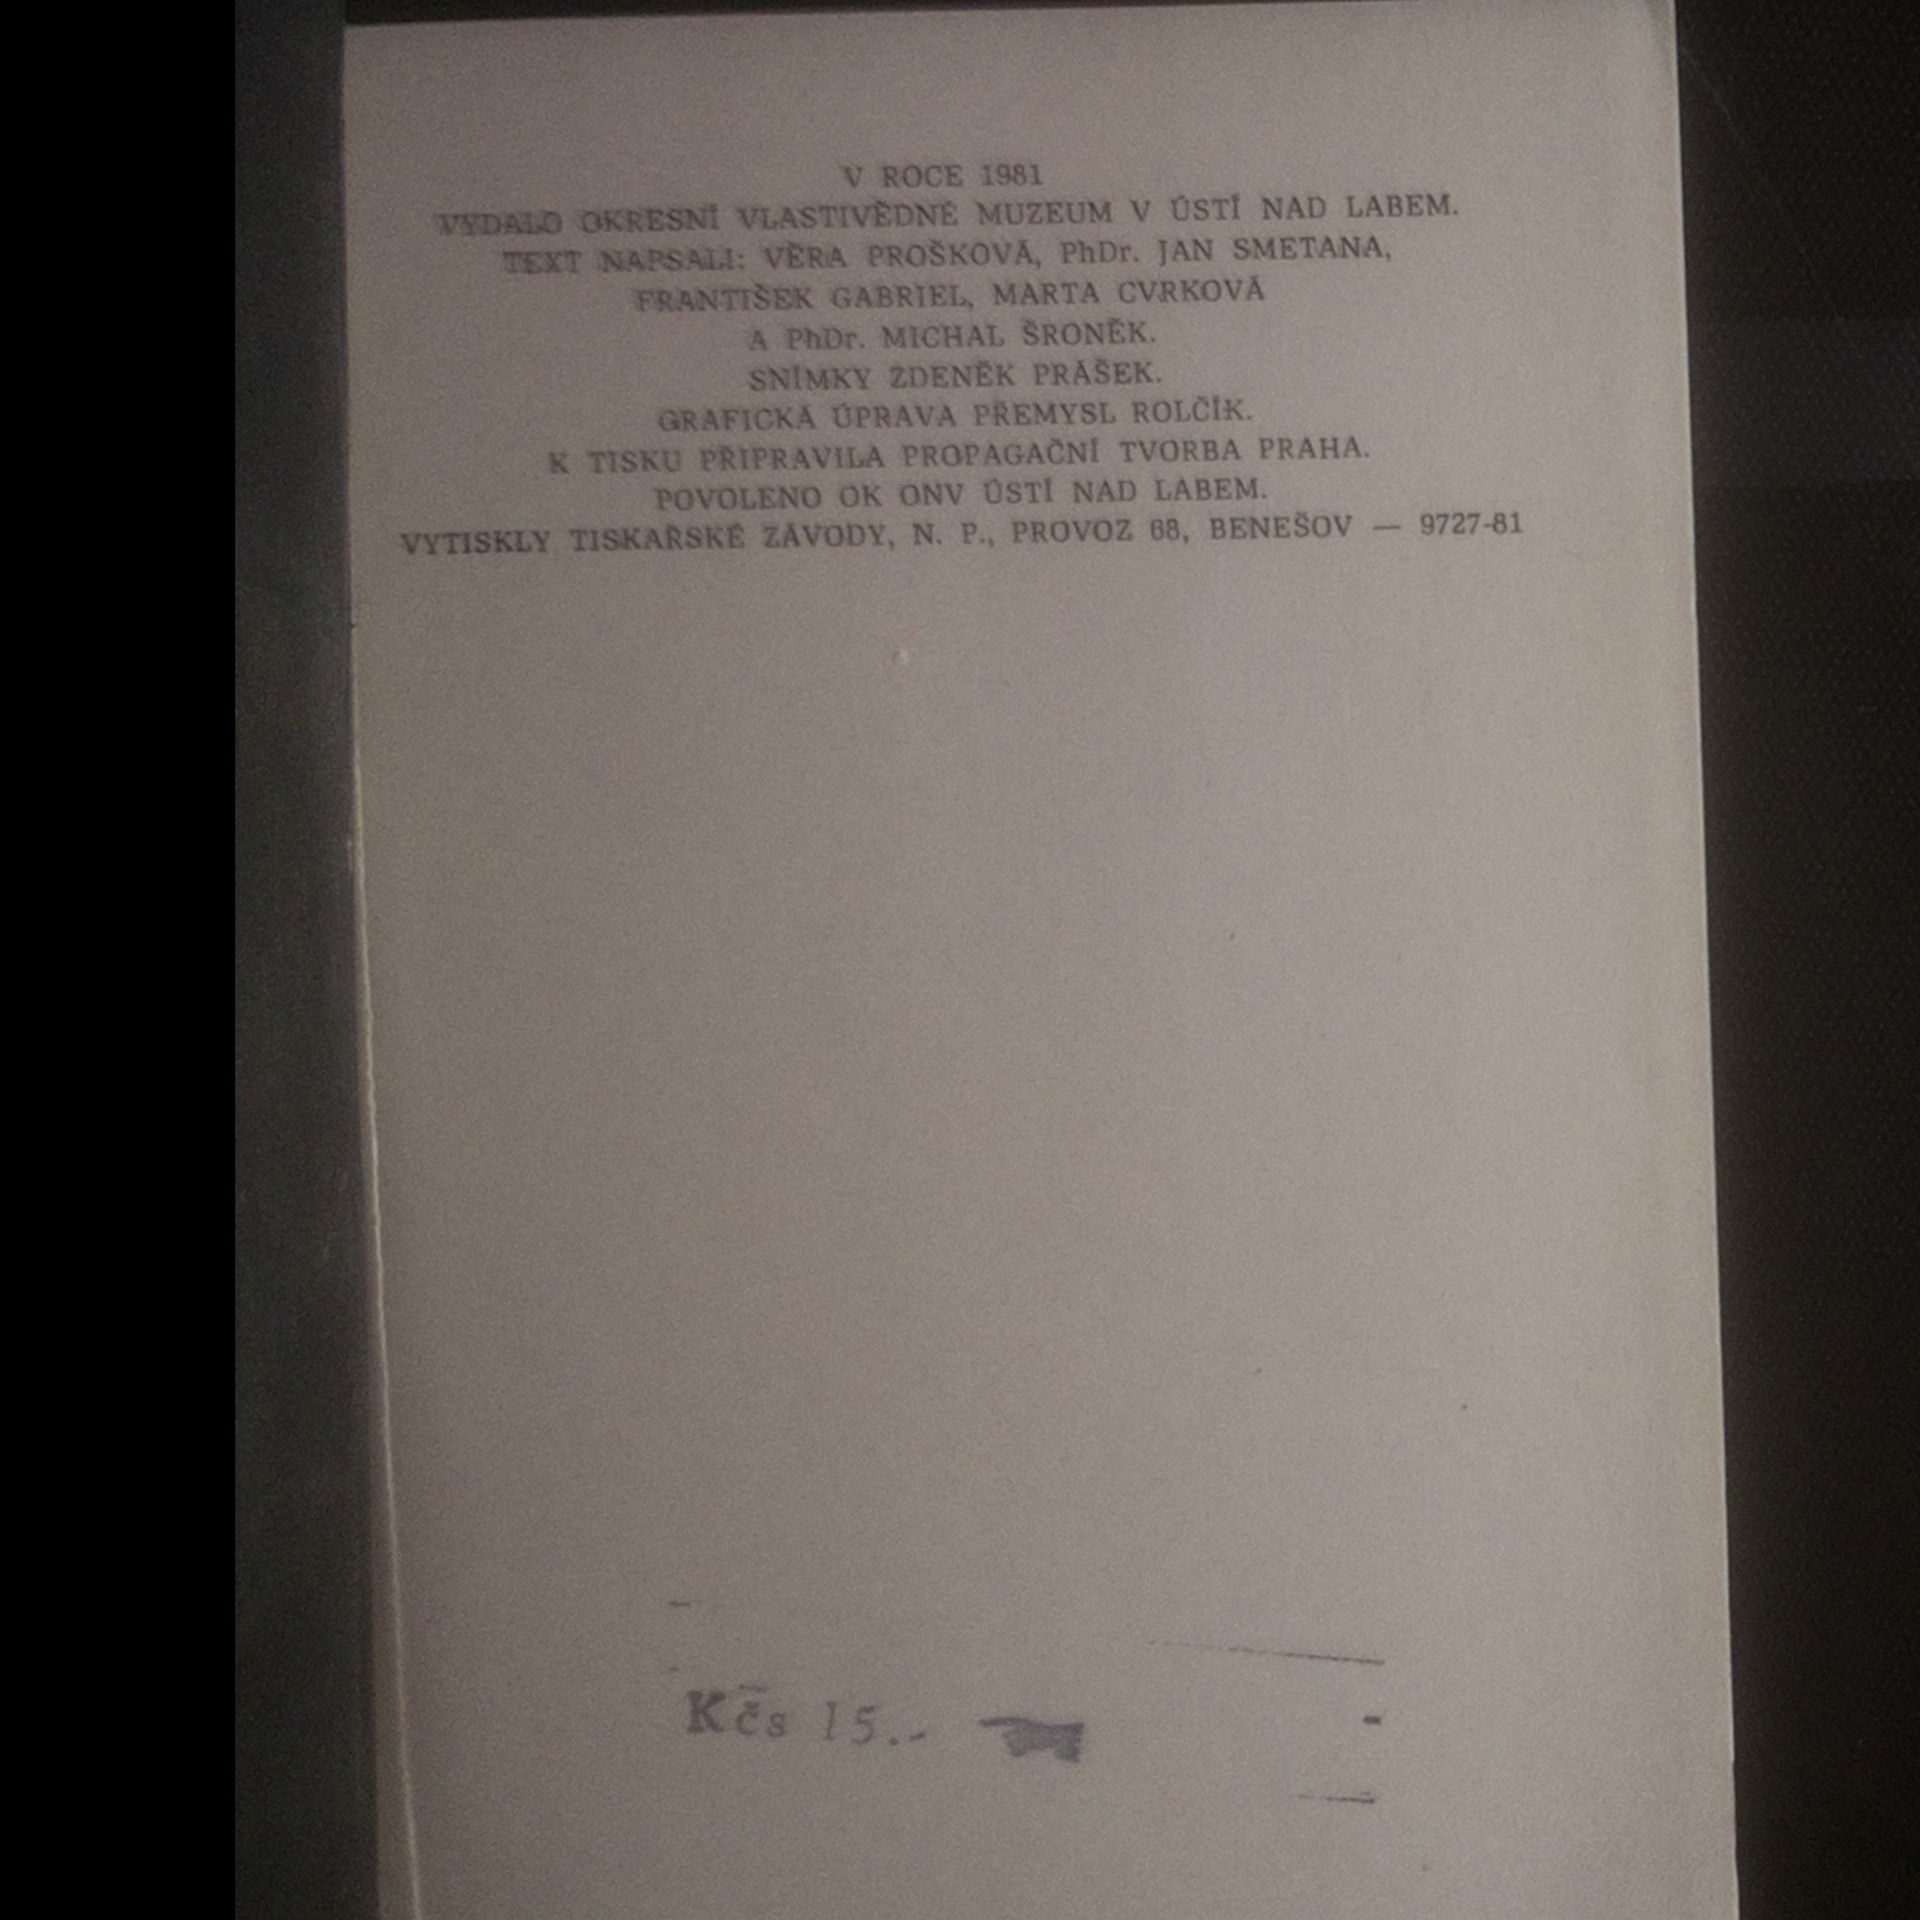 V ROCE 1981
VYDALO OKRESNÍ VLASTIVĚDNÉ MUZEUM V ÚSTÍ NAD LABEM.
TEXT NAPSALI: VĚRA PROŠKOVÁ, PhDr. JAN SMETANA,
FRANTIŠEK GABRIEL, MARTA CVRKOVÁ
A PhDr. MICHAL ŠRONĚK.
SNÍMKY ZDENĚK PRÁŠEK.
GRAFICKÁ ÚPRAVA PŘEMYSL ROLČÍK.
K TISKU PŘIPRAVILA PROPAGAČNÍ TVORBA PRAHA.
POVOLENO OK ONV ÚSTÍ NAD LABEM.
VYTISKLY TISKAŘSKÉ ZÁVODY, N. P., PROVOZ 68, BENEŠOV — 9727-81
Kčs 15.-